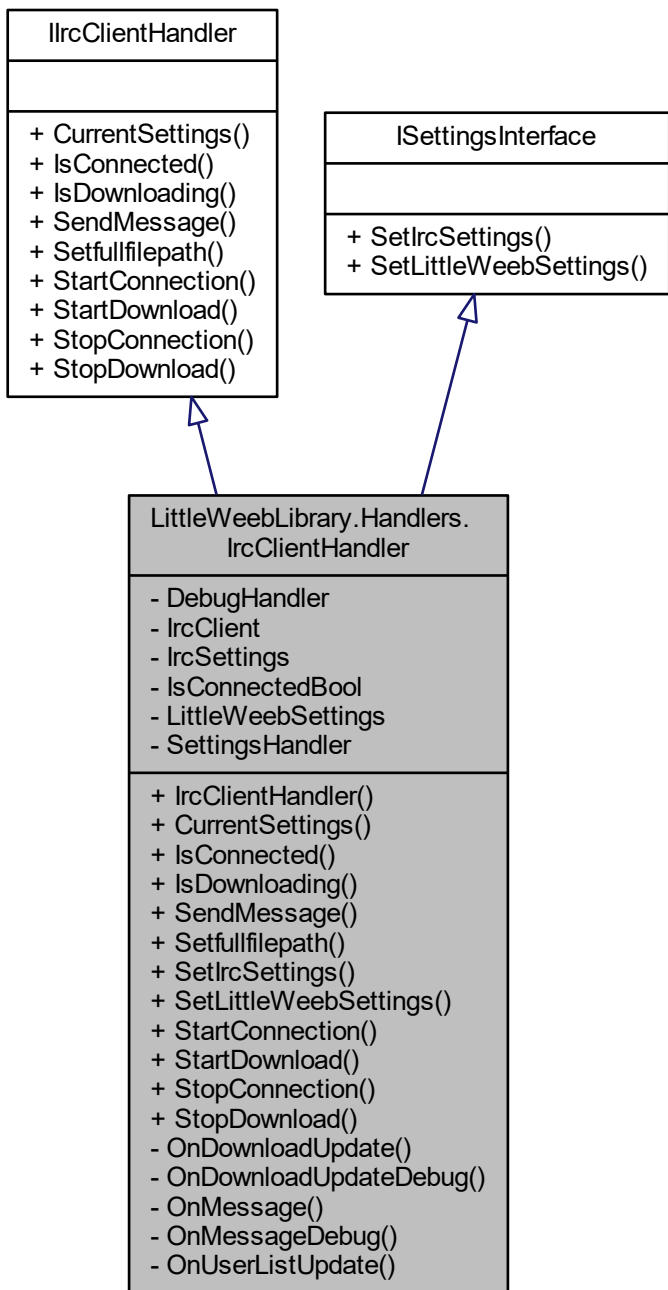 IIrcClientHandler
+ CurrentSettings()
+ IsConnected()
+ IsDownloading()
+ SendMessage()
+ Setfullfilepath()
+ StartConnection()
+ StartDownload()
+ StopConnection()
+ StopDownload()
ISettingsInterface
+ SetIrcSettings()
+ SetLittleWeebSettings()
LittleWeebLibrary.Handlers.
IrcClientHandler
- DebugHandler
- IrcClient
- IrcSettings
- IsConnectedBool
- LittleWeebSettings
- SettingsHandler
+ IrcClientHandler()
+ CurrentSettings()
+ IsConnected()
+ IsDownloading()
+ SendMessage()
+ Setfullfilepath()
+ SetIrcSettings()
+ SetLittleWeebSettings()
+ StartConnection()
+ StartDownload()
+ StopConnection()
+ StopDownload()
- OnDownloadUpdate()
- OnDownloadUpdateDebug()
- OnMessage()
- OnMessageDebug()
- OnUserListUpdate()